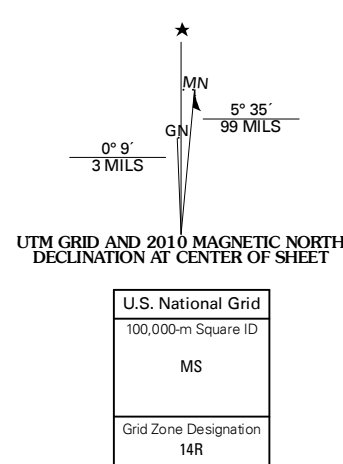 MN
GN
5° 35´
99 MILS
0° 9´
3 MILS
UTM GRID AND 2010 MAGNETIC NORTH
DECLINATION AT CENTER OF SHEET
U.S. National Grid
100,000-m Square ID
MS
Grid Zone Designation
14R